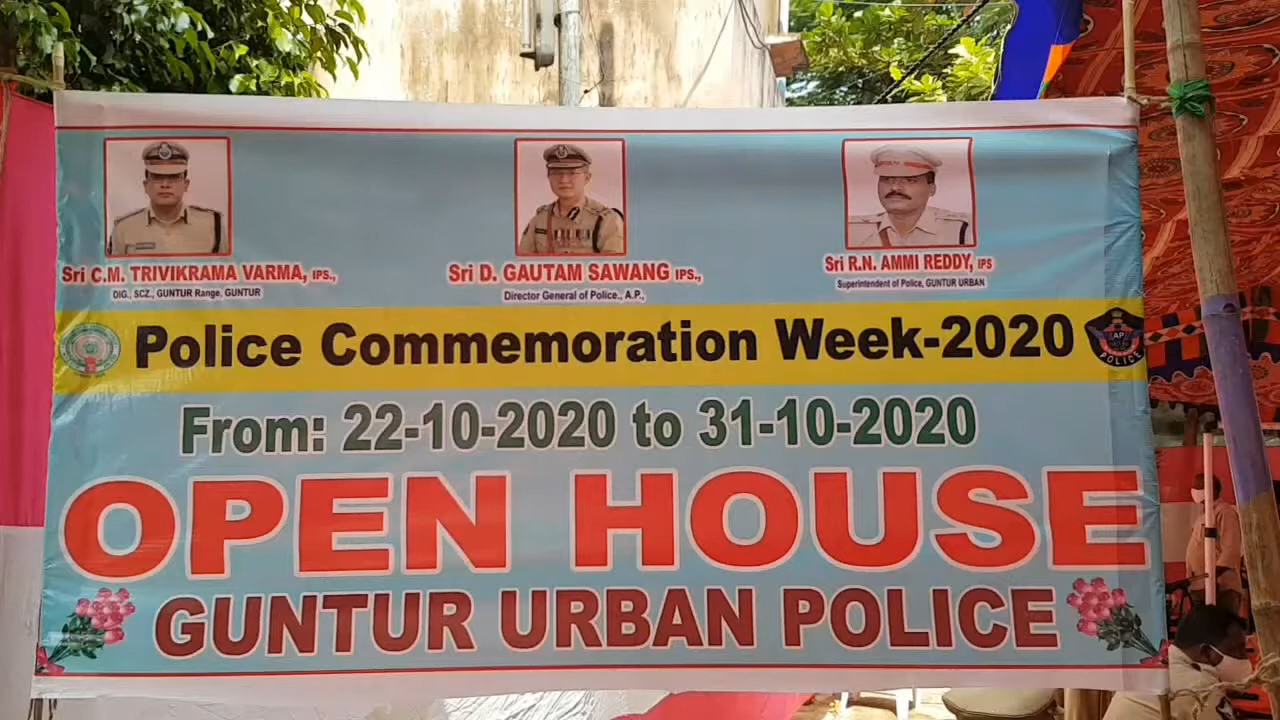 Sri C.M. TRIVIKRAMA VARMA, IPS.,
DIG., SCZ., GUNTUR Range, GUNTUR
Sri D. GAUTAM SAWANG IPS.,
Director General of Police., A.P.,
Sri R.N. AMMI REDDY, IPS
Superintendent of Police, GUNTUR URBAN
Police Commemoration Week-2020
AP
POLICE
From: 22-10-2020 to 31-10-2020
OPEN HOUSE
GUNTUR URBAN POLICE